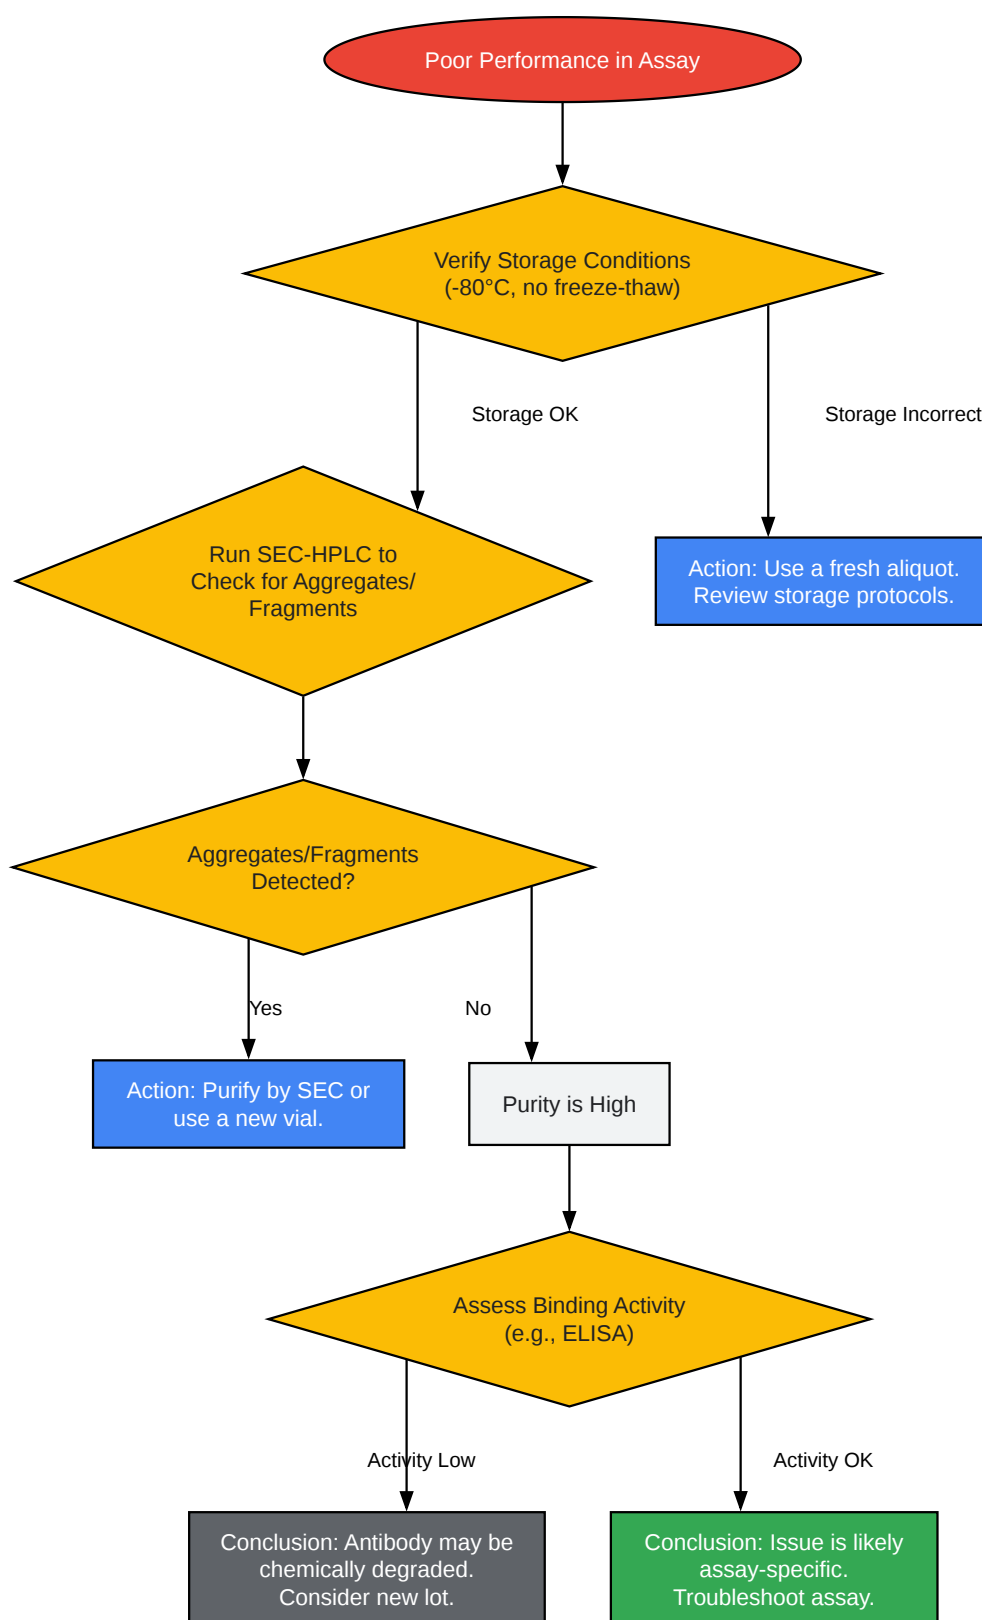 Poor Performance in Assay
Verify Storage Conditions
(-80°C, no freeze-thaw)
Storage OK
Storage Incorrect
Run SEC-HPLC to
Check for Aggregates/
Fragments
Action: Use a fresh aliquot.
Review storage protocols.
Aggregates/Fragments
Detected?
Yes
No
Action: Purify by SEC or
use a new vial.
Purity is High
Assess Binding Activity
(e.g., ELISA)
Activity Low
Activity OK
Conclusion: Antibody may be
chemically degraded.
Consider new lot.
Conclusion: Issue is likely
assay-specific.
Troubleshoot assay.